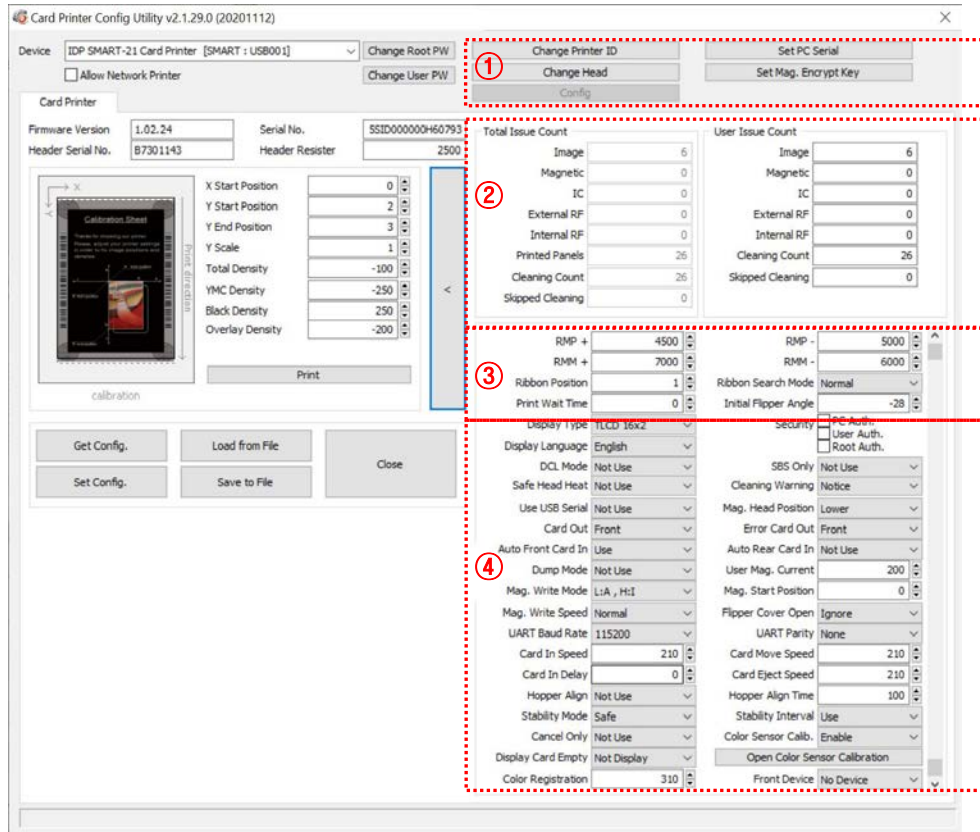 Card Printer Config Utility v2.1.29.0 (20201112)
Device IDP SMART-21 Card Printer [SMART : USB001] Change Root PW
Allow Network Printer Change User PW
Change Printer ID Set PC Serial
① Change Head Set Mag. Encrypt Key
Config
Card Printer
Firmware Version 1.02.24 Serial No. SSID000000H60793
Header Serial No. B7301143 Header Resister 2500
X
Y
Calibration Sheet
Print direction
calibration
X Start Position 0
Y Start Position 2
Y End Position 3
Y Scale 1
Total Density -100
YMC Density -250
Black Density 250
Overlay Density -200
Print
<
Get Config. Load from File
Close
Set Config. Save to File
②
Total Issue Count
Image 6
Magnetic 0
IC 0
External RF 0
Internal RF 0
Printed Panels 26
Cleaning Count 26
Skipped Cleaning 0
User Issue Count
Image 6
Magnetic 0
IC 0
External RF 0
Internal RF 0
Cleaning Count 26
Skipped Cleaning 0
③
RMP + 4500 RMP - 5000
RMM + 7000 RMM - 6000
Ribbon Position 1 Ribbon Search Mode Normal
Print Wait Time 0 Initial Flipper Angle -28
④
Display Type TLCD 16x2 Security PC Auth.
User Auth.
Root Auth.
Display Language English
DCL Mode Not Use SBS Only Not Use
Safe Head Heat Not Use Cleaning Warning Notice
Use USB Serial Not Use Mag. Head Position Lower
Card Out Front Error Card Out Front
Auto Front Card In Use Auto Rear Card In Not Use
Dump Mode Not Use User Mag. Current 200
Mag. Write Mode L:A , H:I Mag. Start Position 0
Mag. Write Speed Normal Flipper Cover Open Ignore
UART Baud Rate 115200 UART Parity None
Card In Speed 210 Card Move Speed 210
Card In Delay 0 Card Eject Speed 210
Hopper Align Not Use Hopper Align Time 100
Stability Mode Safe Stability Interval Use
Cancel Only Not Use Color Sensor Calib. Enable
Display Card Empty Not Display Open Color Sensor Calibration
Color Registration 310 Front Device No Device